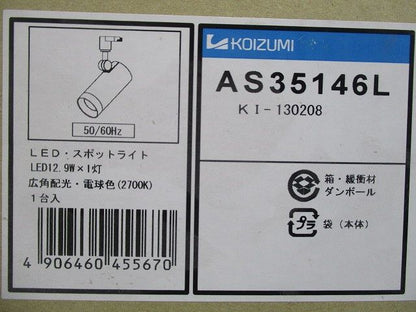 50/60Hz
LED・スポットライト
LED12.9W×1灯
広角配光・電球色(2700K)
1台入
4 906460 455670
KOIZUMI
AS35146L
KI-130208
箱・緩衝材
ダンボール
プラ
袋(本体)